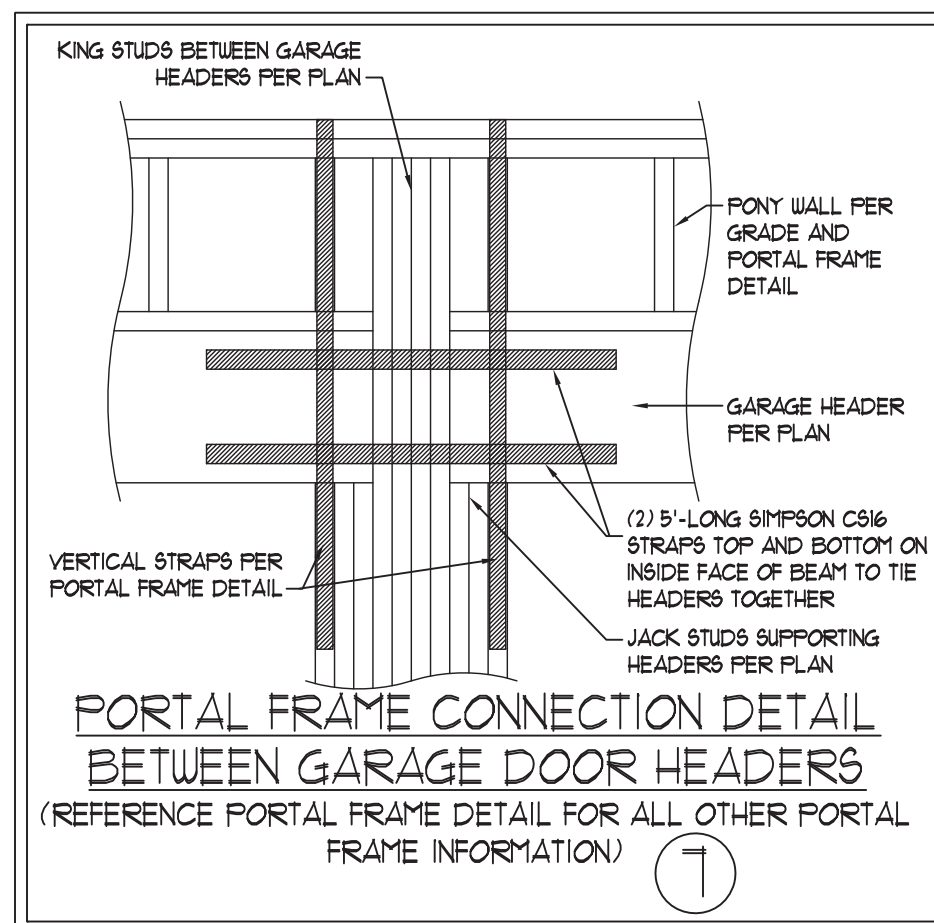 KING STUDS BETWEEN GARAGE
HEADERS PER PLAN
PONY WALL PER
GRADE AND
PORTAL FRAME
DETAIL
GARAGE HEADER
PER PLAN
(2) 5'-LONG SIMPSON CS16
STRAPS TOP AND BOTTOM ON
INSIDE FACE OF BEAM TO TIE
HEADERS TOGETHER
VERTICAL STRAPS PER
PORTAL FRAME DETAIL
JACK STUDS SUPPORTING
HEADERS PER PLAN
PORTAL FRAME CONNECTION DETAIL
BETWEEN GARAGE DOOR HEADERS
(REFERENCE PORTAL FRAME DETAIL FOR ALL OTHER PORTAL
FRAME INFORMATION)
7